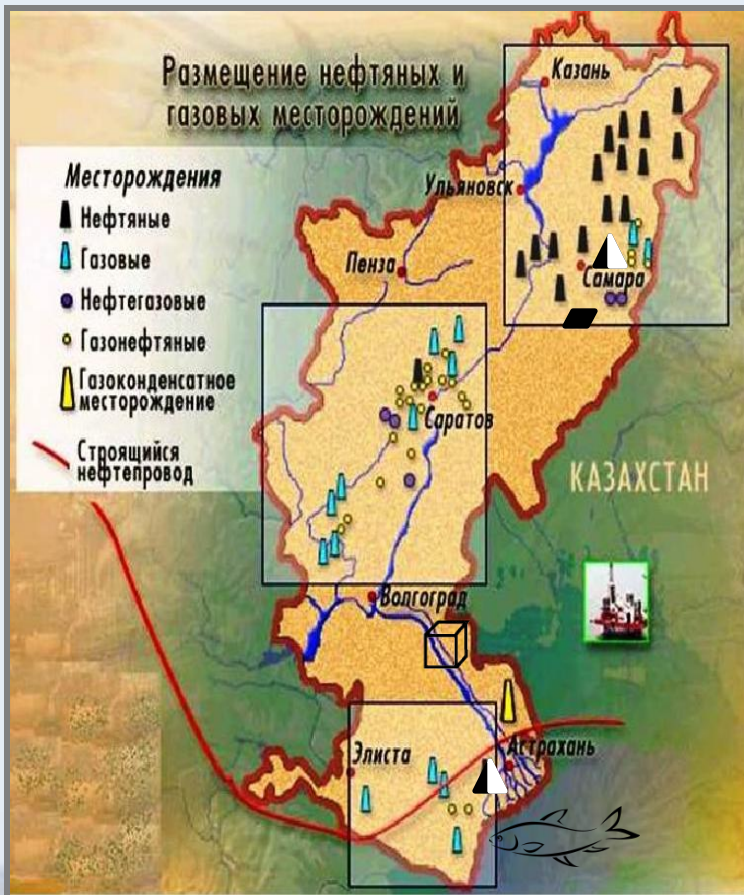 Размещение нефтяных и
газовых месторождений
Казань
Месторождения
Нефтяные
Газовые
Нефтегазовые
Газонефтяные
Газоконденсатное
месторождение
Строящийся
нефтепровод
Ульяновск
Пенза
Самара
Саратов
КАЗАХСТАН
Волгоград
Элиста
Астрахань